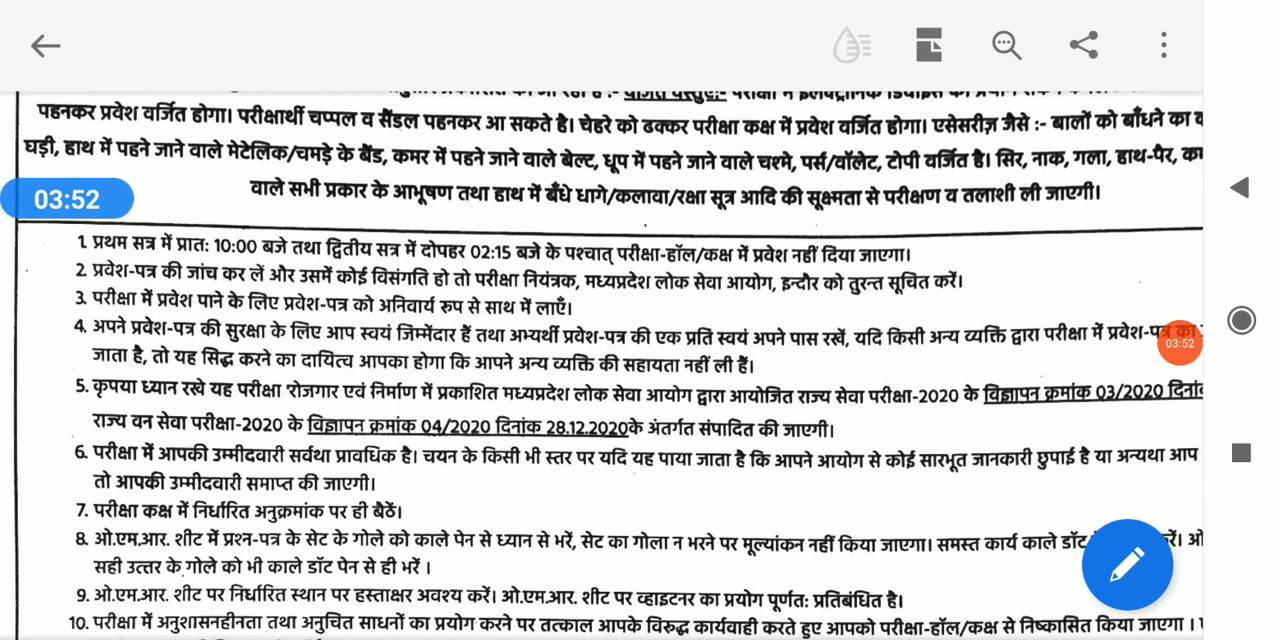 वर्जित वस्तुएः- परीक्षा में इलेक्ट्रॉनिक डिवाइस
पहनकर प्रवेश वर्जित होगा। परीक्षार्थी चप्पल व सैंडल पहनकर आ सकते है। चेहरे को ढक्कर परीक्षा कक्ष में प्रवेश वर्जित होगा। एसेसरीज़ जैसे :- बालों को बाँधने का
घड़ी, हाथ में पहने जाने वाले मेटेलिक/चमड़े के बैंड, कमर में पहने जाने वाले बेल्ट, धूप में पहने जाने वाले चश्मे, पर्स/वॉलेट, टोपी वर्जित है। सिर, नाक, गला, हाथ-पैर,
03:52
वाले सभी प्रकार के आभूषण तथा हाथ में बँधे धागे/कलावा/रक्षा सूत्र आदि की सूक्ष्मता से परीक्षण व तलाशी ली जाएगी।
1. प्रथम सत्र में प्रात: 10:00 बजे तथा द्वितीय सत्र में दोपहर 02:15 बजे के पश्चात् परीक्षा-हॉल/कक्ष में प्रवेश नहीं दिया जाएगा।
2. प्रवेश-पत्र की जांच कर लें और उसमें कोई विसंगति हो तो परीक्षा नियंत्रक, मध्यप्रदेश लोक सेवा आयोग, इन्दौर को तुरन्त सूचित करें।
3. परीक्षा में प्रवेश पाने के लिए प्रवेश-पत्र को अनिवार्य रूप से साथ में लाएँ।
4. अपने प्रवेश-पत्र की सुरक्षा के लिए आप स्वयं जिम्मेंदार हैं तथा अभ्यर्थी प्रवेश-पत्र की एक प्रति स्वयं अपने पास रखें, यदि किसी अन्य व्यक्ति द्वारा परीक्षा में प्रवेश-पत्र का
03:52
जाता है, तो यह सिद्ध करने का दायित्व आपका होगा कि आपने अन्य व्यक्ति की सहायता नहीं ली हैं।
5. कृपया ध्यान रखे यह परीक्षा 'रोजगार एवं निर्माण में प्रकाशित मध्यप्रदेश लोक सेवा आयोग द्वारा आयोजित राज्य सेवा परीक्षा-2020 के विज्ञापन क्रमांक 03/2020 दिनांक
राज्य वन सेवा परीक्षा-2020 के विज्ञापन क्रमांक 04/2020 दिनांक 28.12.2020के अंतर्गत संपादित की जाएगी।
6. परीक्षा में आपकी उम्मीदवारी सर्वथा प्रावधिक है। चयन के किसी भी स्तर पर यदि यह पाया जाता है कि आपने आयोग से कोई सारभूत जानकारी छुपाई है या अन्यथा आप
तो आपकी उम्मीदवारी समाप्त की जाएगी।
7. परीक्षा कक्ष में निर्धारित अनुक्रमांक पर ही बैठें।
8. ओ.एम.आर. शीट में प्रश्न-पत्र के सेट के गोले को काले पेन से ध्यान से भरें, सेट का गोला न भरने पर मूल्यांकन नहीं किया जाएगा। समस्त कार्य काले डॉट
सही उत्तर के गोले को भी काले डॉट पेन से ही भरें ।
9. ओ.एम.आर. शीट पर निर्धारित स्थान पर हस्ताक्षर अवश्य करें। ओ.एम.आर. शीट पर व्हाइटनर का प्रयोग पूर्णत: प्रतिबंधित है।
10. परीक्षा में अनुशासनहीनता तथा अनुचित साधनों का प्रयोग करने पर तत्काल आपके विरूद्ध कार्यवाही करते हुए आपको परीक्षा-हॉल/कक्ष से निष्कासित किया जाएगा ।